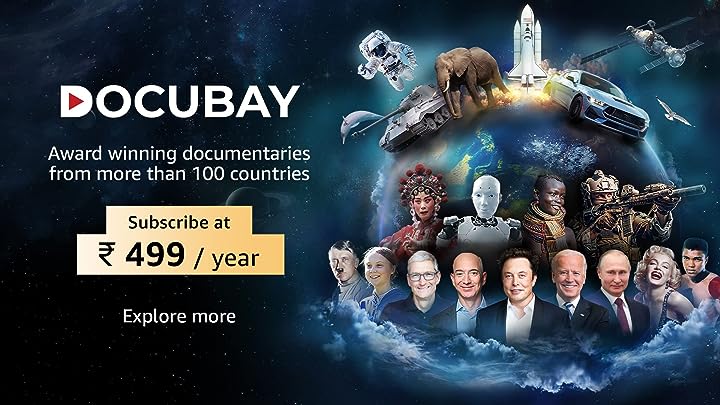 DOCUBAY
Award winning documentaries
from more than 100 countries
Subscribe at
₹ 499 / year
Explore more